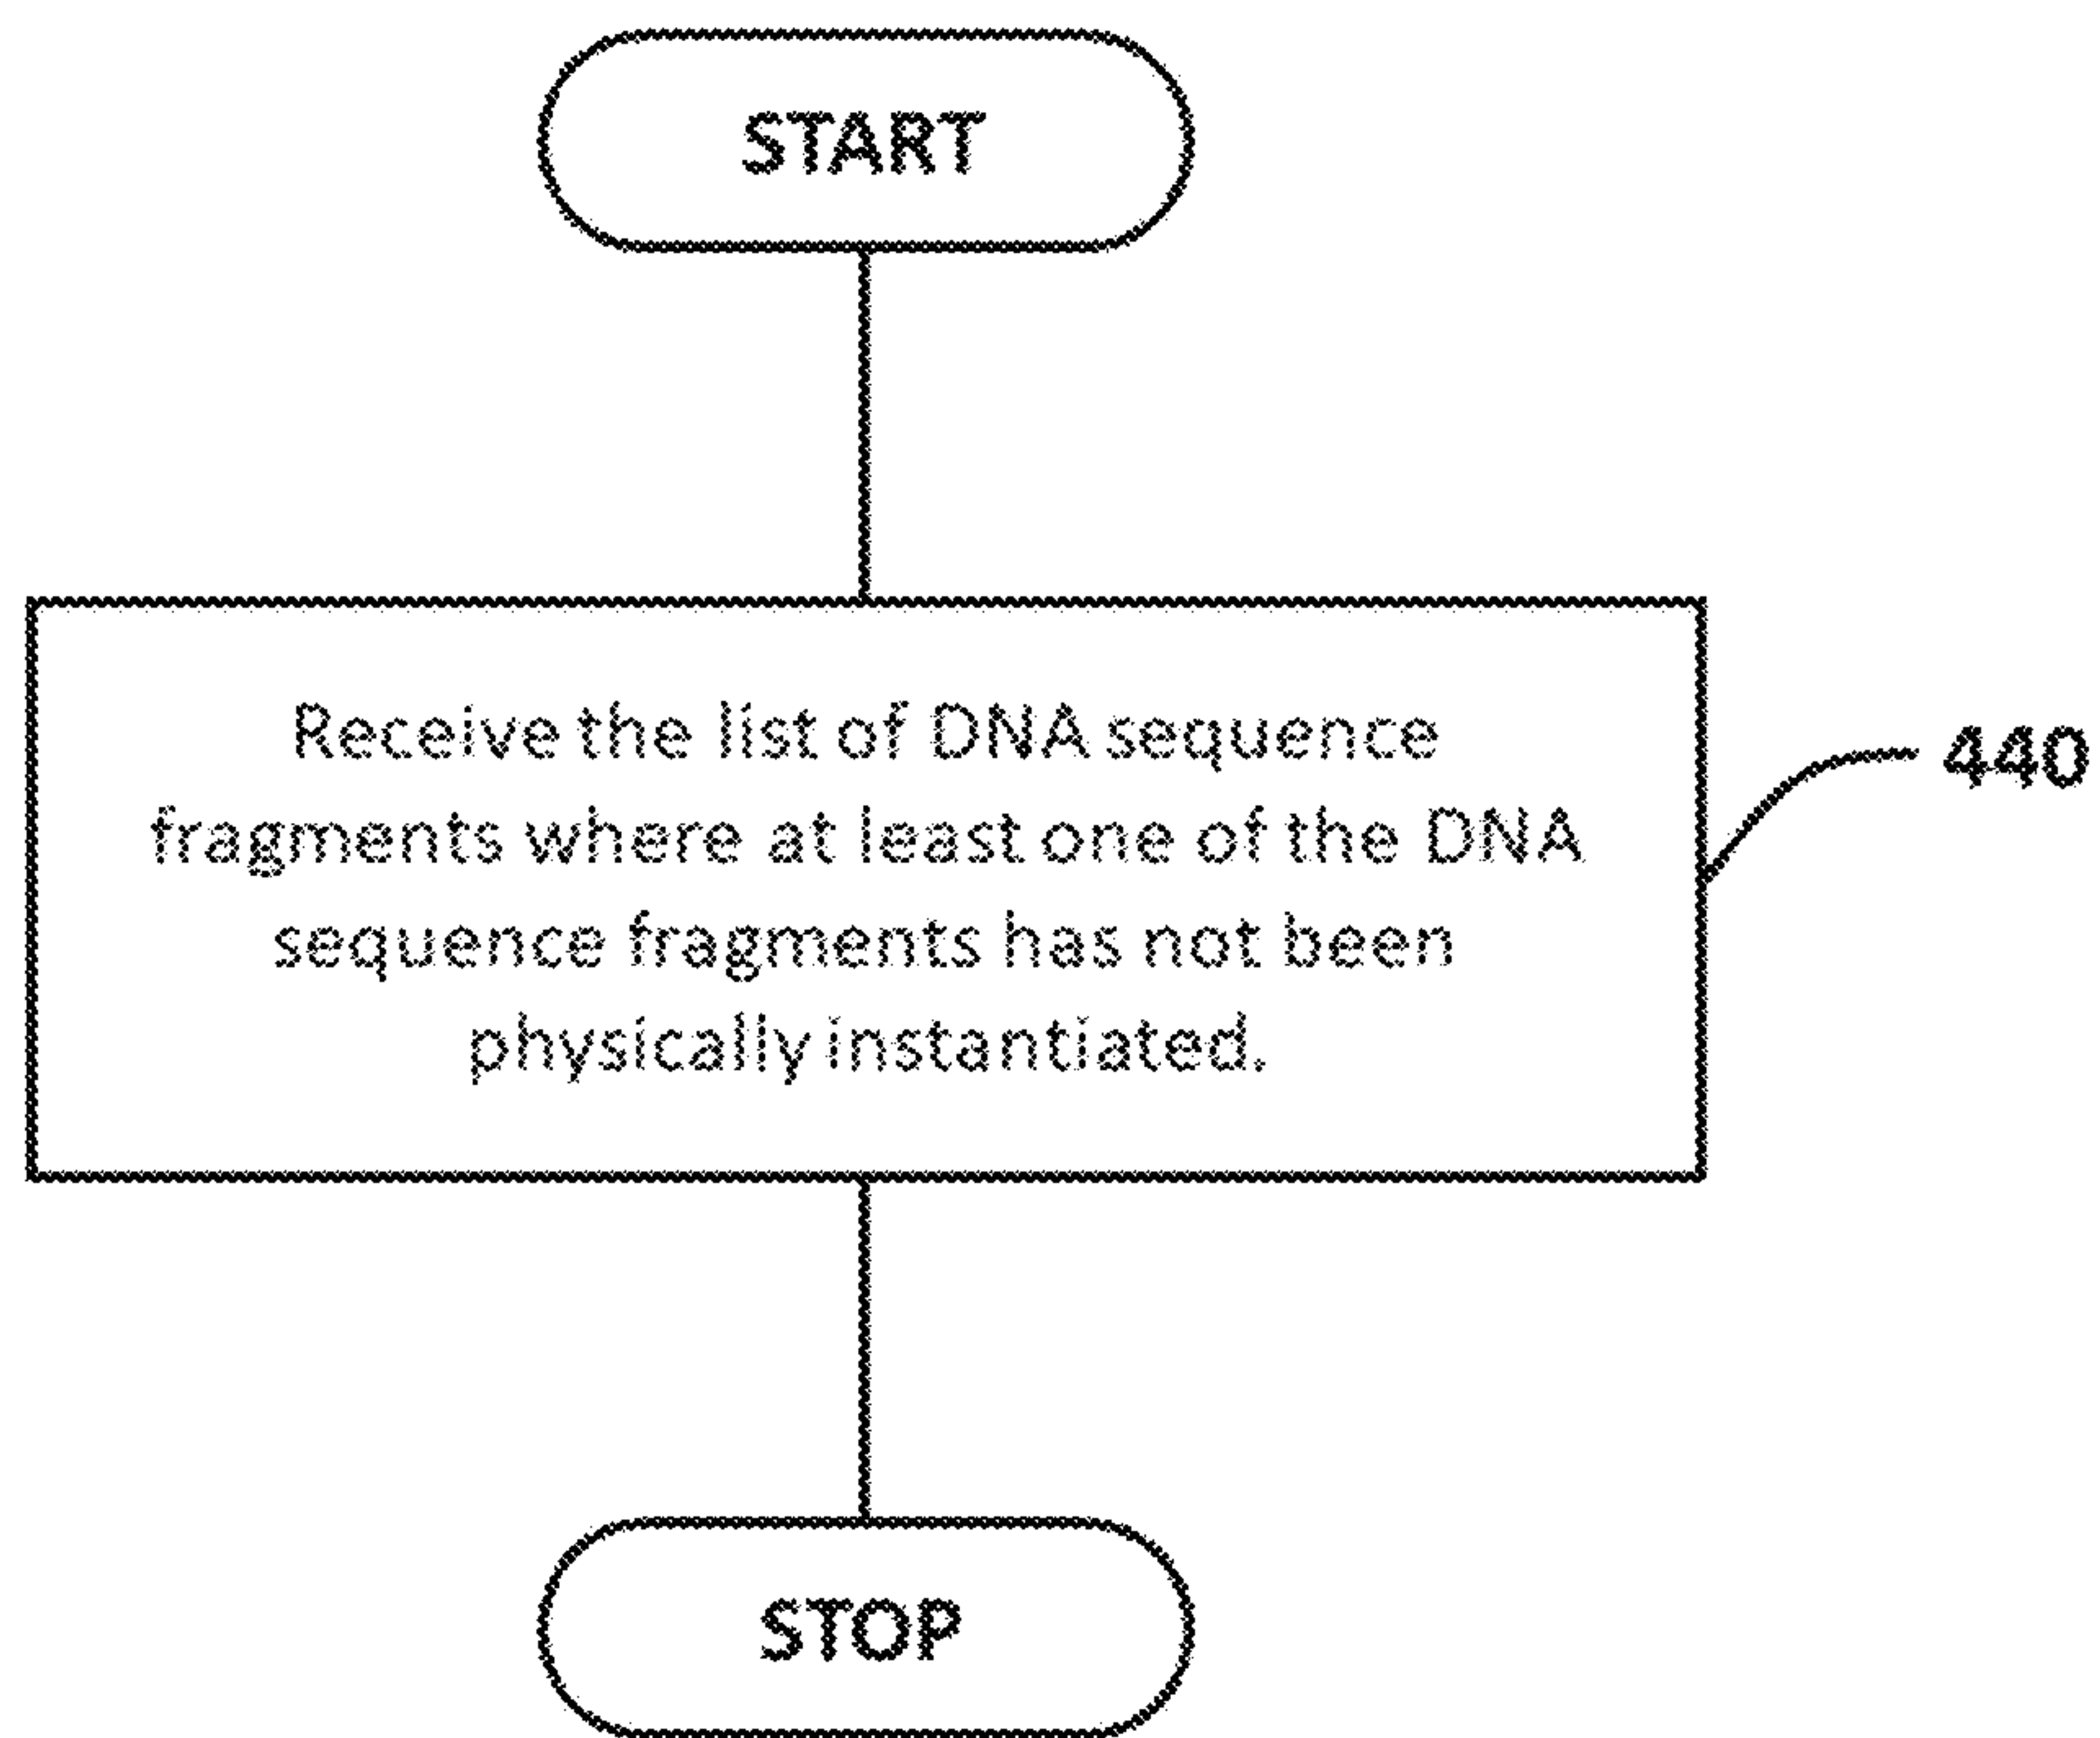 START
Receive the list of DNA sequence
fragments where at least one of the DNA
sequence fragments has not been
physically instantiated.
440
STOP